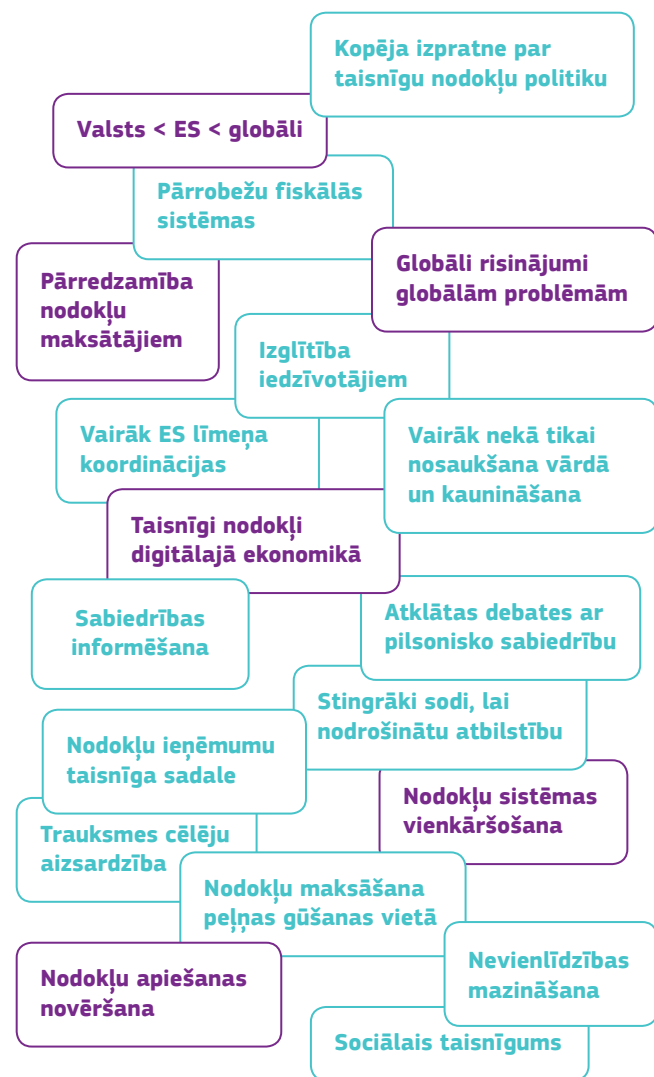 Kopēja izpratne par
taisnīgu nodokļu politiku
Valsts < ES < globāli
Pārrobežu fiskālās
sistēmas
Pārredzamība
nodokļu
maksātājiem
Globāli risinājumi
globālām problēmām
Izglītība
iedzīvotājiem
Vairāk ES līmeņa
koordinācijas
Vairāk nekā tikai
nosaukšana vārdā
un kaunināšana
Taisnīgi nodokļi
digitālajā ekonomikā
Sabiedrības
informēšana
Atklātas debates ar
pilsonisko sabiedrību
Stingrāki sodi, lai
nodrošinātu atbilstību
Nodokļu ieņēmumu
taisnīga sadale
Nodokļu sistēmas
vienkāršošana
Trauksmes cēlēju
aizsardzība
Nodokļu maksāšana
peļņas gūšanas vietā
Nevienlīdzības
mazināšana
Nodokļu apiešanas
novēršana
Sociālais taisnīgums